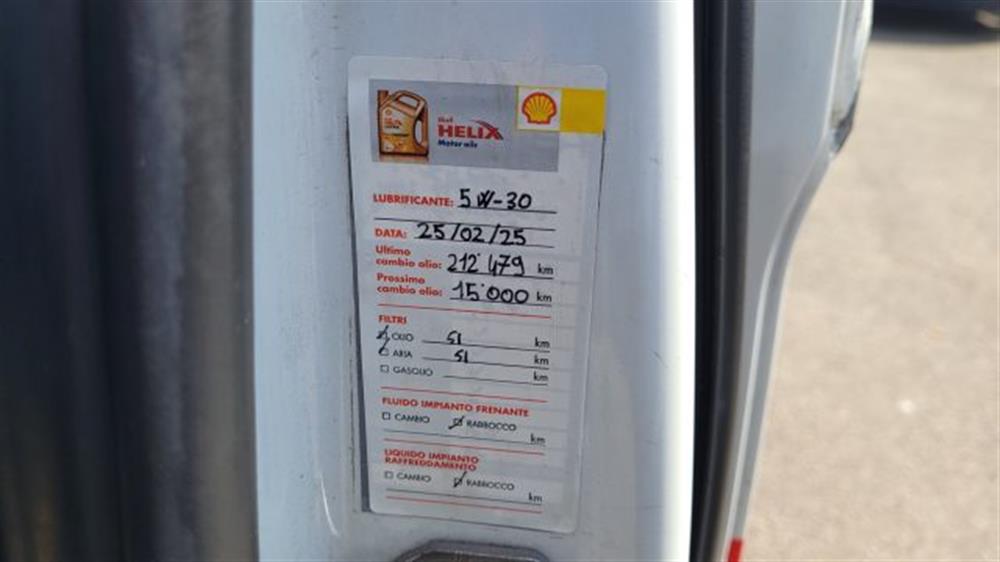 Shell
HELIX
Motor oils
LUBRIFICANTE: 5W-30
DATA: 25/02/25
Ultimo
cambio olio: 212'479 km
Prossimo
cambio olio: 15'000 km
FILTRI
OLIO SI km
ARIA SI km
GASOLIO km
FLUIDO IMPIANTO FRENANTE
CAMBIO RABBOCCO
km
LIQUIDO IMPIANTO
RAFFREDDAMENTO
CAMBIO RABBOCCO
km